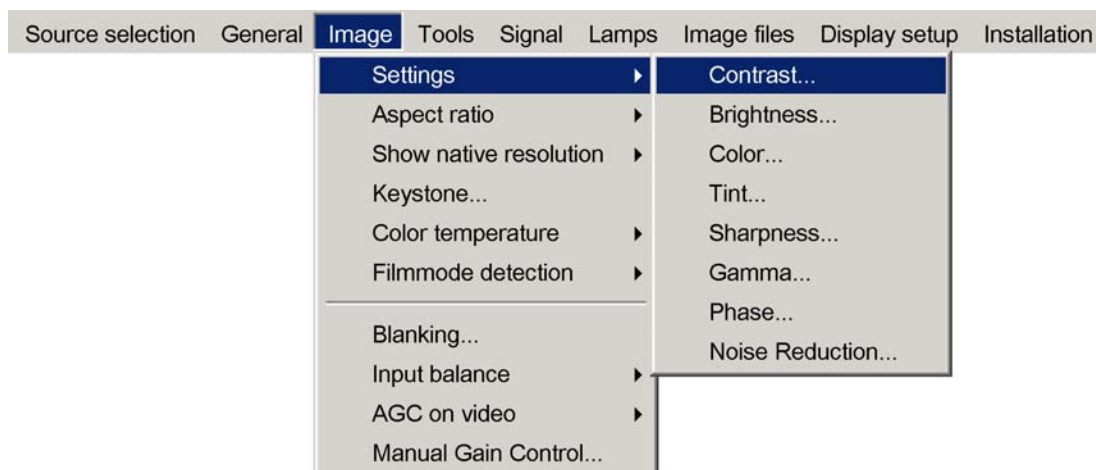 Source selection General Image Tools Signal Lamps Image files Display setup Installation
Settings
Aspect ratio
Show native resolution
Keystone...
Color temperature
Filmmode detection
Blanking...
Input balance
AGC on video
Manual Gain Control...
Contrast...
Brightness...
Color...
Tint...
Sharpness...
Gamma...
Phase...
Noise Reduction...